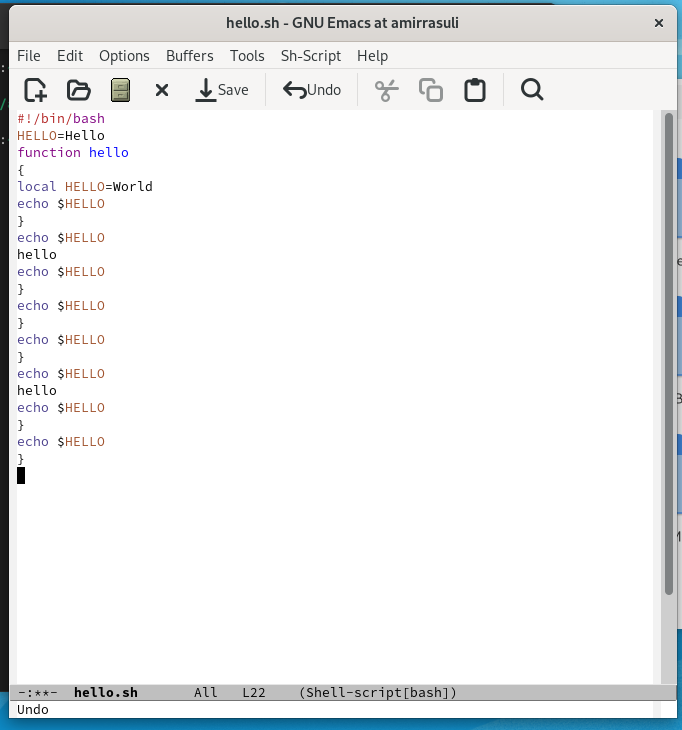 hello.sh - GNU Emacs at amirrasuli
File Edit Options Buffers Tools Sh-Script Help
Save Undo
#!/bin/bash
HELLO=Hello
function hello
{
local HELLO=World
echo $HELLO
}
echo $HELLO
hello
echo $HELLO
}
echo $HELLO
}
echo $HELLO
}
echo $HELLO
hello
echo $HELLO
}
echo $HELLO
}
-:**- hello.sh All L22 (Shell-script[bash])
Undo